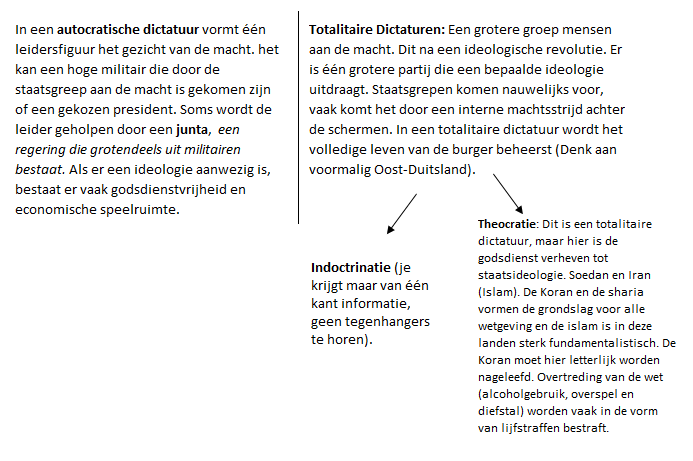 In een autocratische dictatuur vormt één
leidersfiguur het gezicht van de macht. het
kan een hoge militair die door de
staatsgreep aan de macht is gekomen zijn
of een gekozen president. Soms wordt de
leider geholpen door een junta, een
regering die grotendeels uit militairen
bestaat. Als er een ideologie aanwezig is,
bestaat er vaak godsdienstvrijheid en
economische speelruimte.
Totalitaire Dictaturen: Een grotere groep mensen
aan de macht. Dit na een ideologische revolutie. Er
is één grotere partij die een bepaalde ideologie
uitdraagt. Staatsgrepen komen nauwelijks voor,
vaak komt het door een interne machtsstrijd achter
de schermen. In een totalitaire dictatuur wordt het
volledige leven van de burger beheerst (Denk aan
voormalig Oost-Duitsland).
Indoctrinatie (je
krijgt maar van één
kant informatie,
geen tegenhangers
te horen).
Theocratie: Dit is een totalitaire
dictatuur, maar hier is de
godsdienst verheven tot
staatsideologie. Soedan en Iran
(Islam). De Koran en de sharia
vormen de grondslag voor alle
wetgeving en de islam is in deze
landen sterk fundamentalistisch. De
Koran moet hier letterlijk worden
nageleefd. Overtreding van de wet
(alcoholgebruik, overspel en
diefstal) worden vaak in de vorm
van lijfstraffen bestraft.